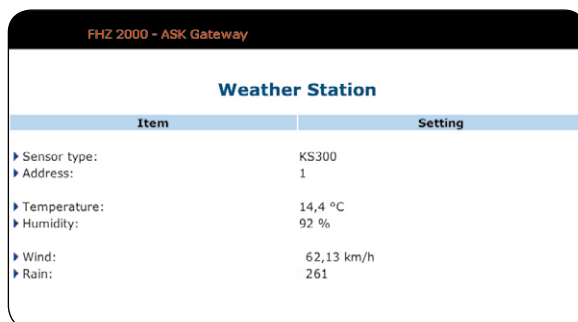 FHZ 2000 - ASK Gateway
Weather Station
Item Setting
Sensor type: KS300
Address: 1
Temperature: 14,4 °C
Humidity: 92 %
Wind: 62,13 km/h
Rain: 261